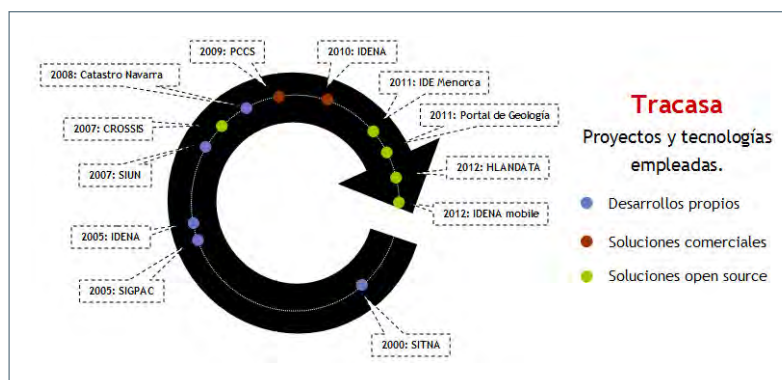 2009: PCCS
2010: IDENA
2008: Catastro Navarra
2011: IDE Menorca
2011: Portal de Geología
2007: CROSSIS
2012: HLANDATA
2007: SIUN
2012: IDENA mobile
2005: IDENA
2005: SIGPAC
2000: SITNA
Tracasa
Proyectos y tecnologías
empleadas.
Desarrollos propios
Soluciones comerciales
Soluciones open source